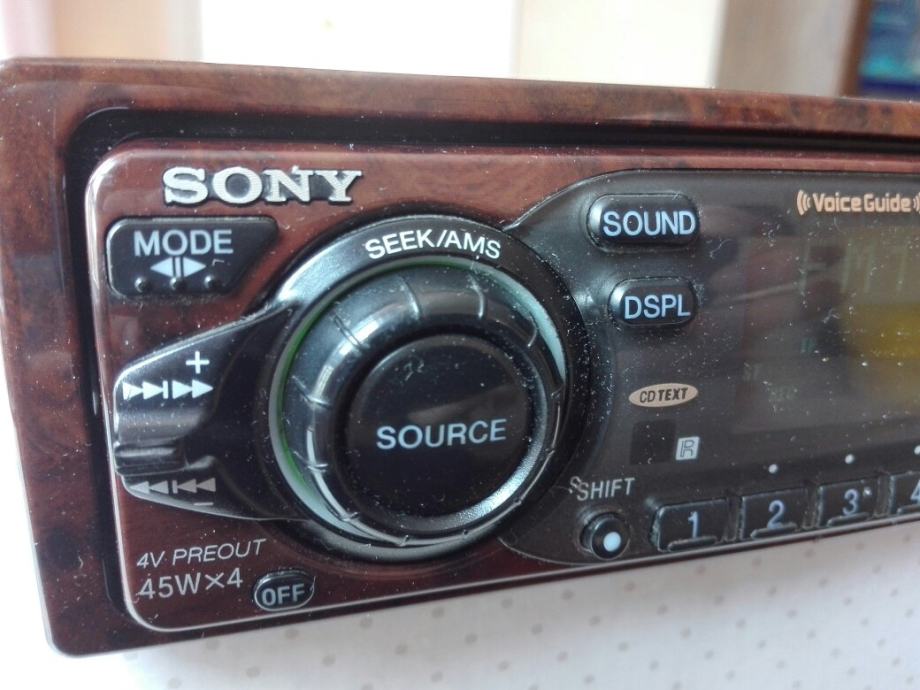 SONY
MODE
SEEK/AMS
SOUND
Voice Guide
DSPL
+
CD TEXT
SOURCE
R
SHIFT
1 2 3 4
-
4V PREOUT
45W×4
OFF